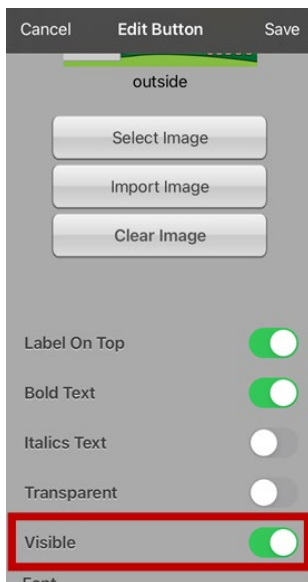 Cancel Edit Button Save
outside
Select Image
Import Image
Clear Image
Label On Top
Bold Text
Italics Text
Transparent
Visible
Font